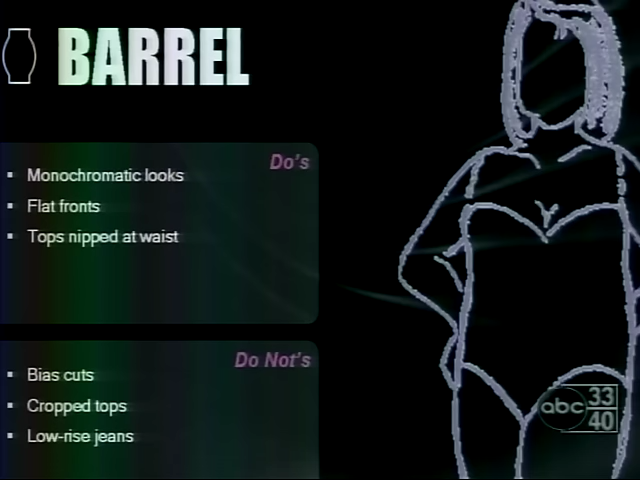 BARREL
Do's
▪ Monochromatic looks
▪ Flat fronts
▪ Tops nipped at waist
Do Not's
▪ Bias cuts
▪ Cropped tops
▪ Low-rise jeans
abc 33
40